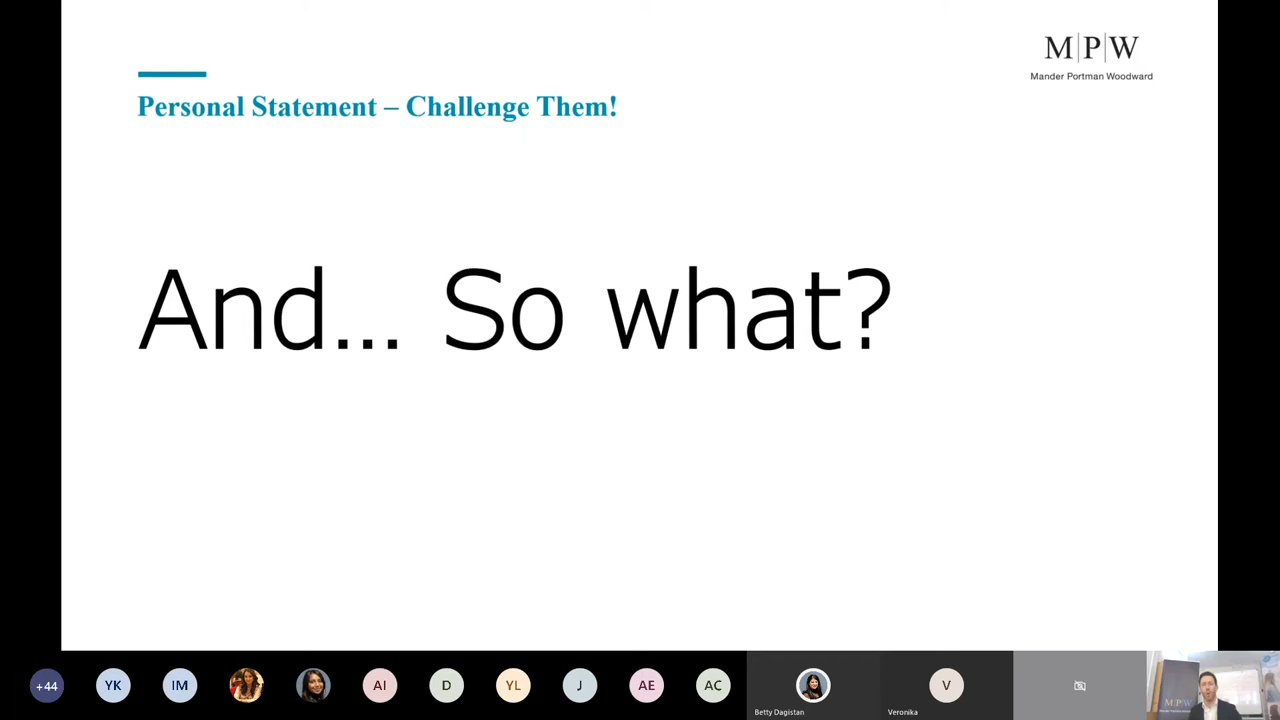 M|P|W
Mander Portman Woodward
Personal Statement – Challenge Them!
And... So what?
+44
YK
IM
AI
D
YL
J
AE
AC
Betty Dagistan
V
Veronika
MPW